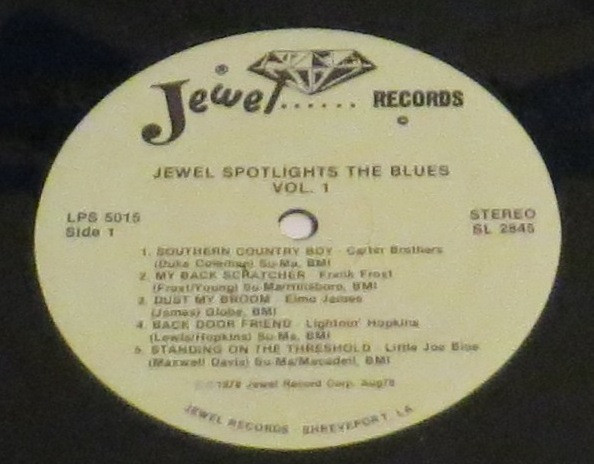 ® Jewel...... RECORDS
©
JEWEL SPOTLIGHTS THE BLUES
VOL. 1
LPS 5015 STEREO
Side 1 SL 2845
1. SOUTHERN COUNTRY BOY - Carter Brothers
(Duke Coleman) Su-Ma, BMI
2. MY BACK SCRATCHER Frank Frost
(Frost/Young) Su-Ma/Hillsboro, BMI
3. DUST MY BROOM - Elmo James
(James) Globe, BMI
4. BACK DOOR FRIEND - Lightnin' Hopkins
(Lewis/Hopkins) Su-Ma, BMI
5. STANDING ON THE THRESHOLD - Little Joe Blue
(Maxwell Davis) Su-Ma/Macadell, BMI
1978 Jewel Record Corp. Aug78
JEWEL RECORDS - SHREVEPORT, LA